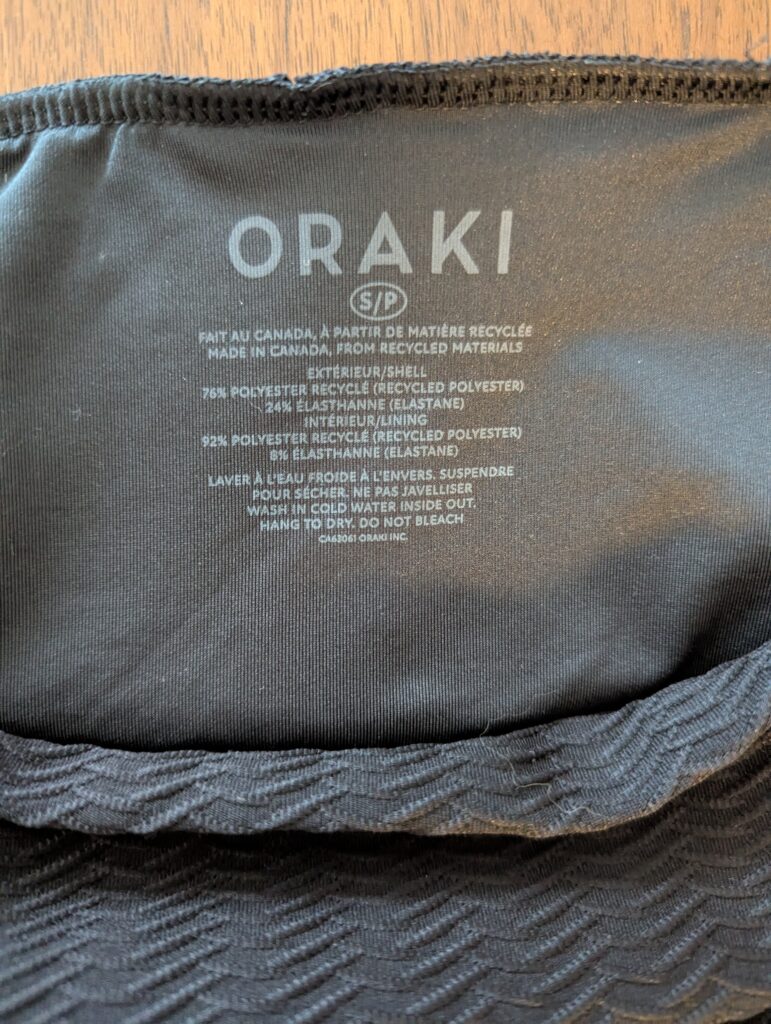 ORAKI
S/P
FAIT AU CANADA, À PARTIR DE MATIÈRE RECYCLÉE
MADE IN CANADA, FROM RECYCLED MATERIALS
EXTÉRIEUR/SHELL
76% POLYESTER RECYCLÉ (RECYCLED POLYESTER)
24% ÉLASTHANNE (ELASTANE)
INTÉRIEUR/LINING
92% POLYESTER RECYCLÉ (RECYCLED POLYESTER)
8% ÉLASTHANNE (ELASTANE)
LAVER À L'EAU FROIDE À L'ENVERS. SUSPENDRE
POUR SÉCHER. NE PAS JAVELLISER
WASH IN COLD WATER INSIDE OUT.
HANG TO DRY. DO NOT BLEACH
CA63061 ORAKI INC.